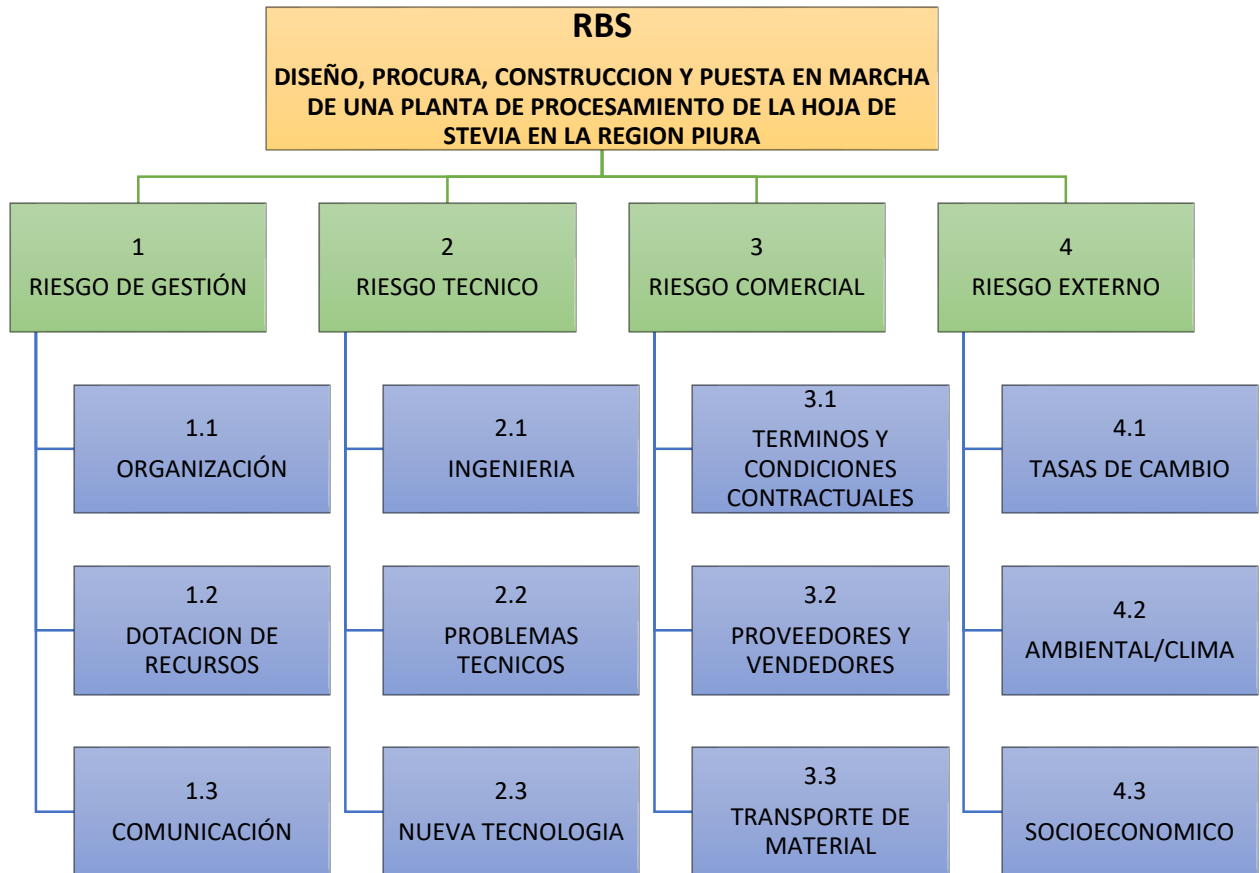 RBS
DISEÑO, PROCURA, CONSTRUCCION Y PUESTA EN MARCHA
DE UNA PLANTA DE PROCESAMIENTO DE LA HOJA DE
STEVIA EN LA REGION PIURA
1
RIESGO DE GESTIÓN
2
RIESGO TECNICO
3
RIESGO COMERCIAL
4
RIESGO EXTERNO
1.1
ORGANIZACIÓN
2.1
INGENIERIA
3.1
TERMINOS Y
CONDICIONES
CONTRACTUALES
4.1
TASAS DE CAMBIO
1.2
DOTACION DE
RECURSOS
2.2
PROBLEMAS
TECNICOS
3.2
PROVEEDORES Y
VENDEDORES
4.2
AMBIENTAL/CLIMA
1.3
COMUNICACIÓN
2.3
NUEVA TECNOLOGIA
3.3
TRANSPORTE DE
MATERIAL
4.3
SOCIOECONOMICO